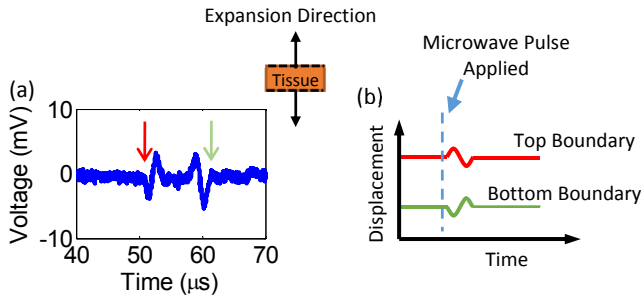 Expansion Direction
Tissue
(a)
10
0
-10
Voltage (mV)
40
50
60
70
Time (μs)
Microwave Pulse
Applied
(b)
Displacement
Top Boundary
Bottom Boundary
Time